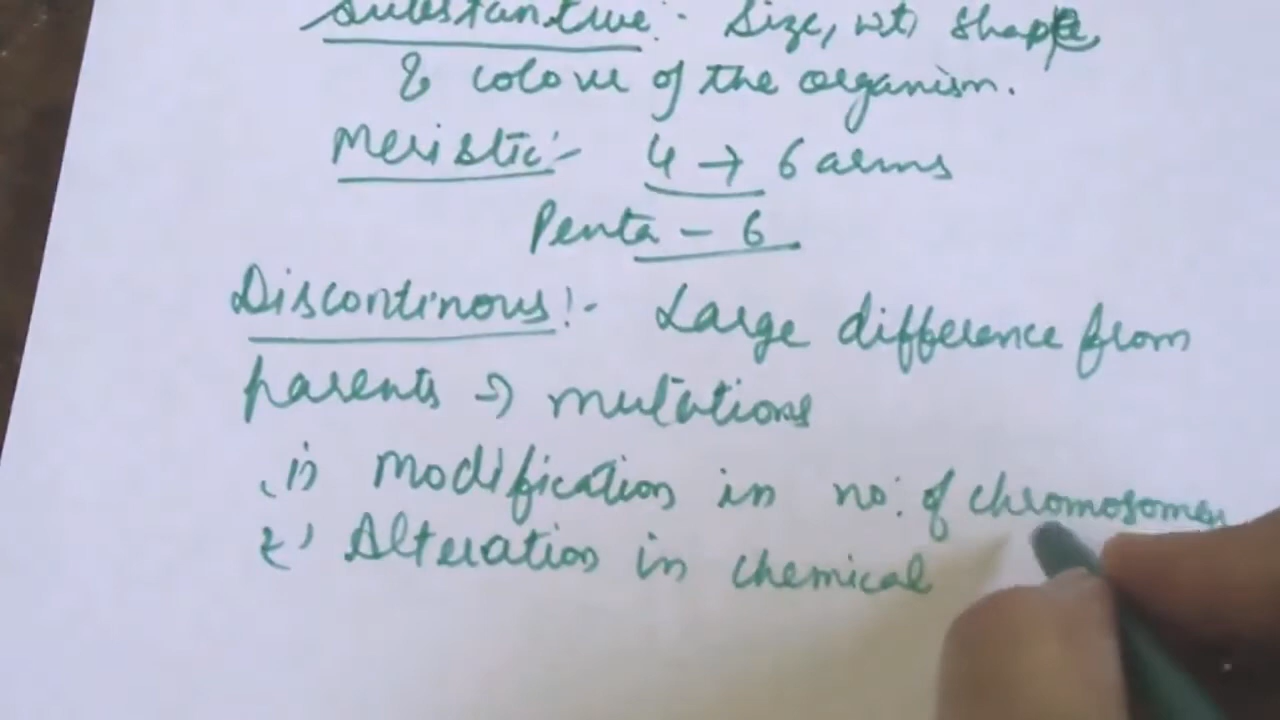 Substantive:- Size, wt, shape
& colour of the organism.
Meristic:- 4 → 6 arms
Penta - 6
Discontinous:- Large difference from
parents → mutations
1) Modification in no: of chromosomes
2) Alteration in chemical